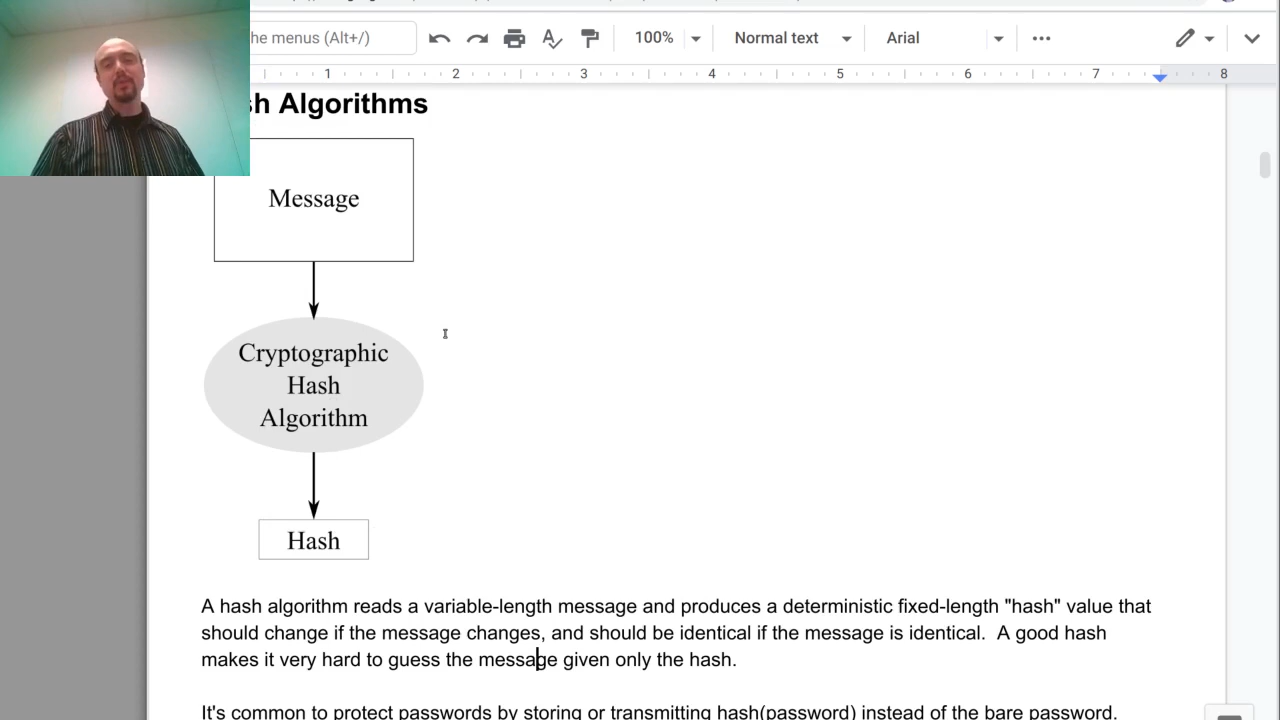 he menus (Alt+/)
100%
Normal text
Arial
1 2 3 4 5 6 7 8
sh Algorithms
Message
Cryptographic
Hash
Algorithm
Hash
A hash algorithm reads a variable-length message and produces a deterministic fixed-length "hash" value that
should change if the message changes, and should be identical if the message is identical.  A good hash
makes it very hard to guess the message given only the hash.
It's common to protect passwords by storing or transmitting hash(password) instead of the bare password.